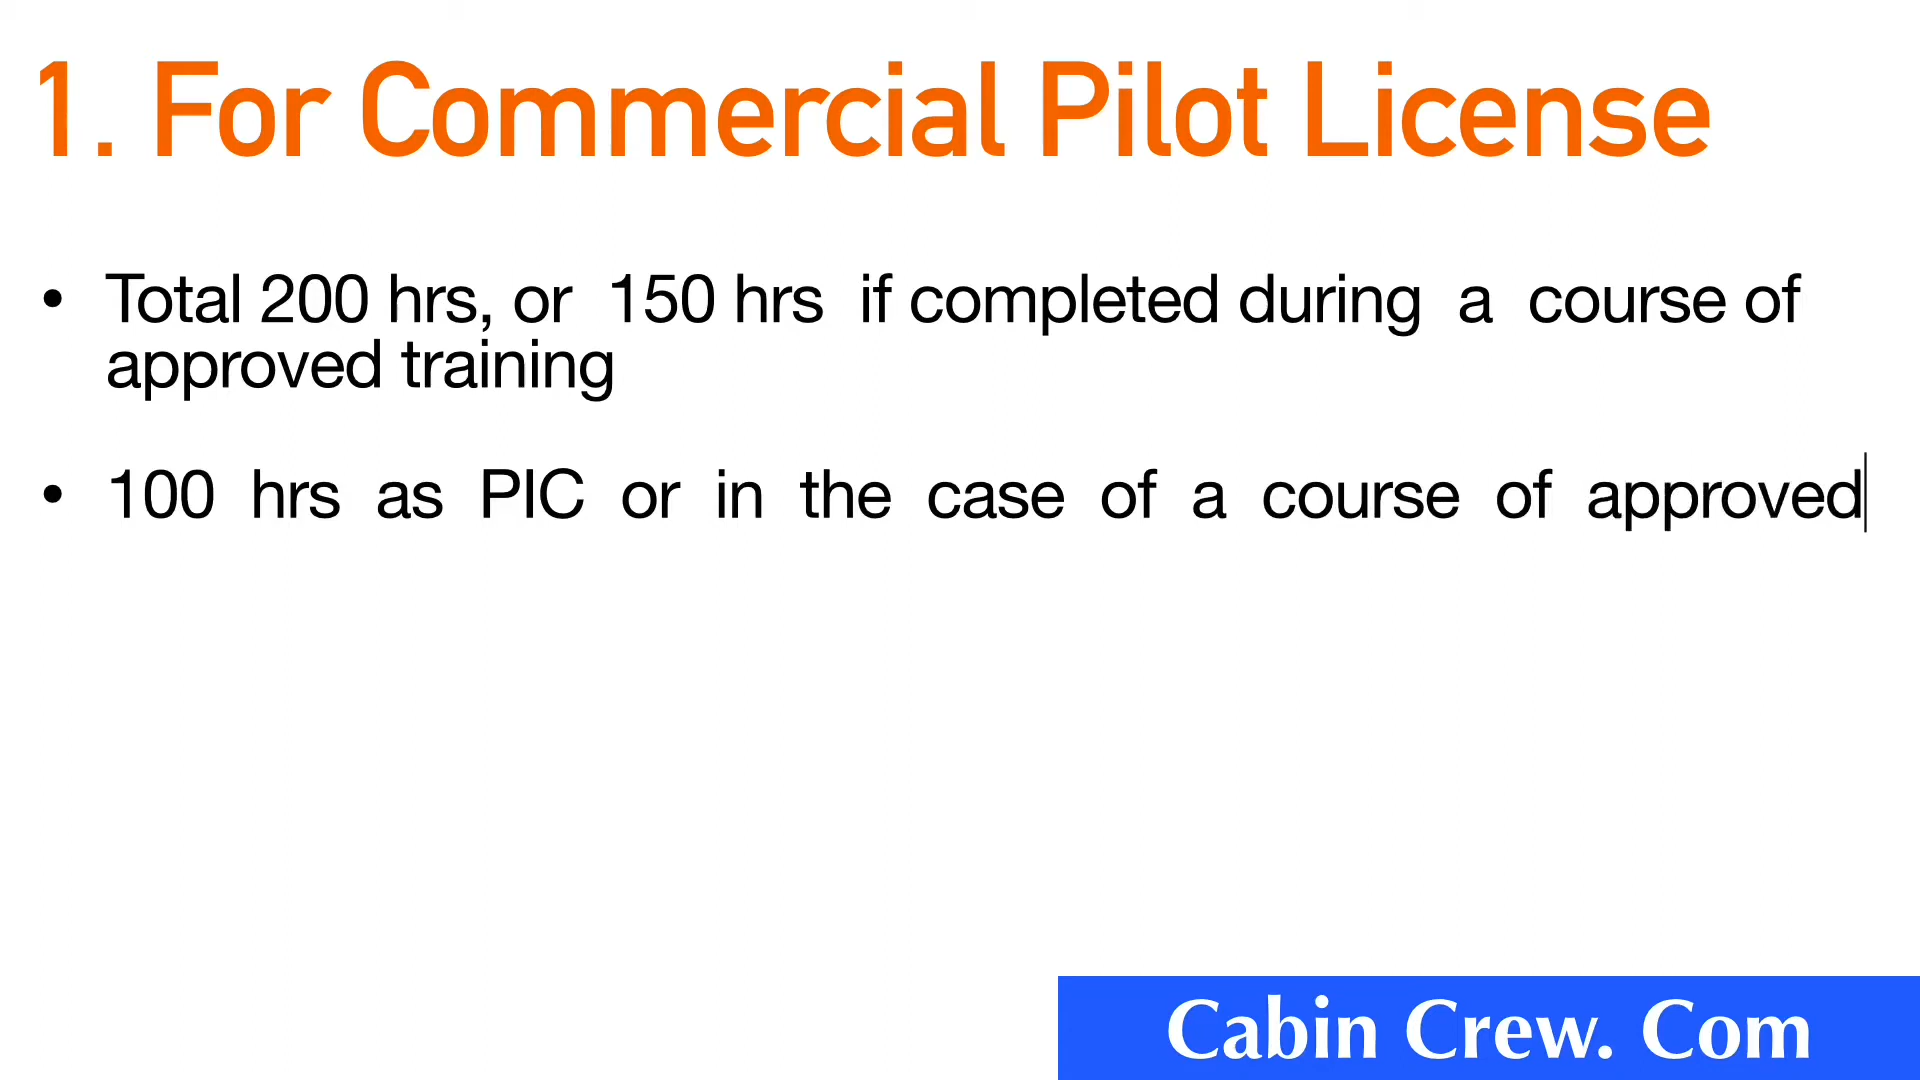 1. For Commercial Pilot License
• Total 200 hrs, or 150 hrs if completed during a course of
approved training
• 100 hrs as PIC or in the case of a course of approved
Cabin Crew. Com